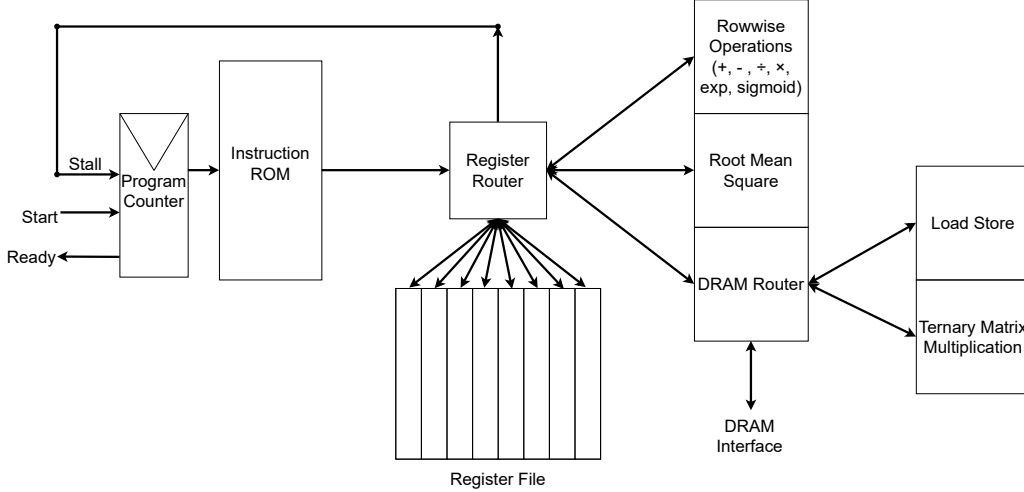 Stall
Program
Counter
Start
Ready
Instruction
ROM
Register
Router
Register File
Rowwise
Operations
(+, - , ÷, ×,
exp, sigmoid)
Root Mean
Square
DRAM Router
DRAM
Interface
Load Store
Ternary Matrix
Multiplication